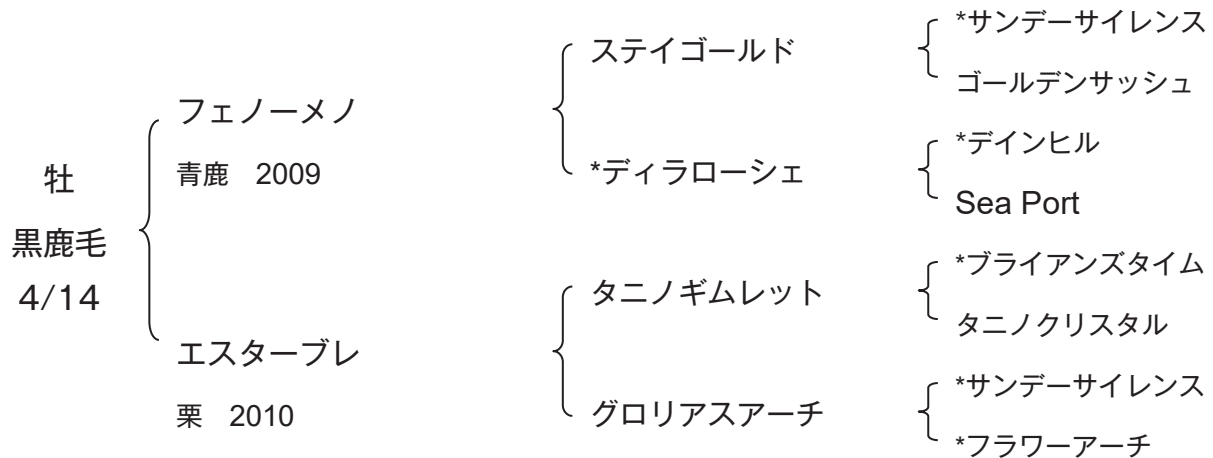 牡
黒鹿毛
4/14
フェノーメノ
青鹿　2009
エスターブレ
栗　2010
ステイゴールド
*ディラローシェ
タニノギムレット
グロリアスアーチ
*サンデーサイレンス
ゴールデンサッシュ
*デインヒル
Sea Port
*ブライアンズタイム
タニノクリスタル
*サンデーサイレンス
*フラワーアーチ